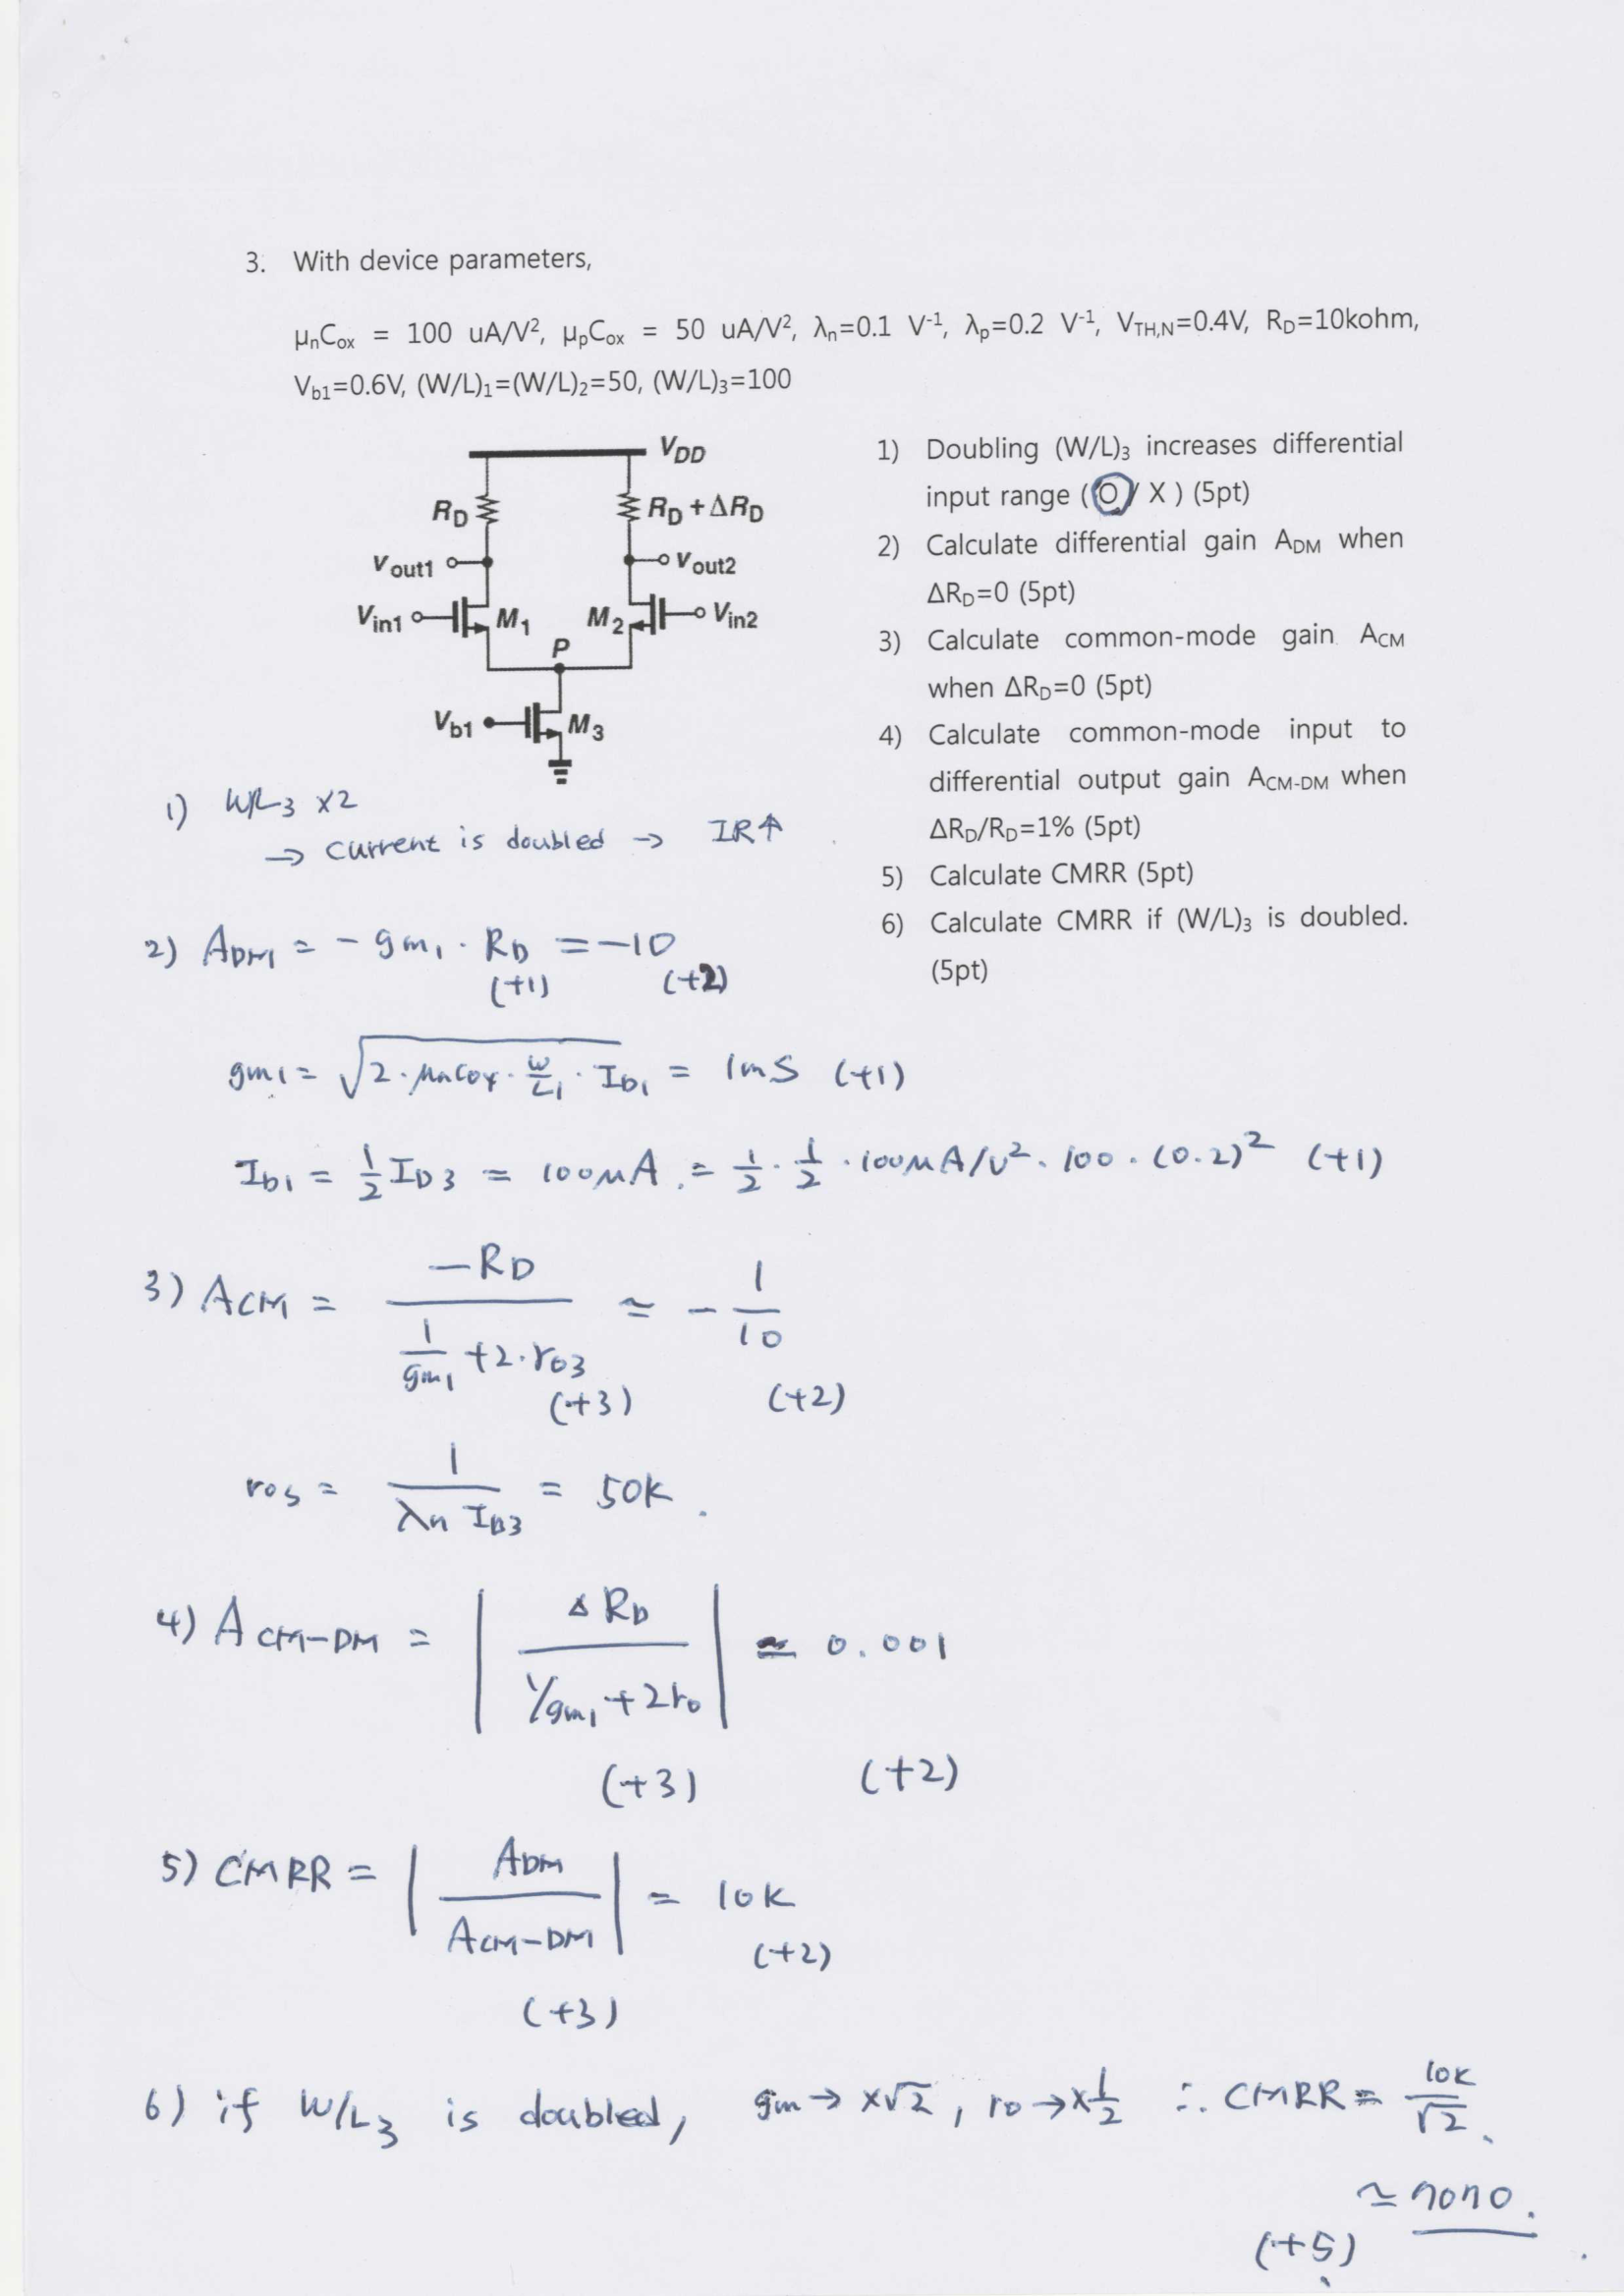 3. With device parameters,
μnCox = 100 uA/V², μpCox = 50 uA/V², λn=0.1 V⁻¹, λp=0.2 V⁻¹, VTH,N=0.4V, RD=10kohm,
Vb1=0.6V, (W/L)1=(W/L)2=50, (W/L)3=100
VDD
RD
RD+ΔRD
Vout1
Vout2
Vin1
M1
M2
Vin2
P
Vb1
M3
1) Doubling (W/L)3 increases differential
input range ( O / X ) (5pt)
2) Calculate differential gain ADM when
ΔRD=0 (5pt)
3) Calculate common-mode gain ACM
when ΔRD=0 (5pt)
4) Calculate common-mode input to
differential output gain ACM-DM when
ΔRD/RD=1% (5pt)
5) Calculate CMRR (5pt)
6) Calculate CMRR if (W/L)3 is doubled.
(5pt)
1) W/L3 ×2
→ current is doubled → IR↑
2) ADM = - gm1 · RD = -10
(+1) (+2)
gm1 = √(2 · μnCox · W/L1 · ID1) = 1mS (+1)
ID1 = 1/2 ID3 = 100μA = 1/2 · 1/2 · 100μA/V² · 100 · (0.2)² (+1)
3) ACM = -RD / (1/gm1 + 2·ro3) ≃ - 1/10
(+3) (+2)
ro3 = 1 / (λn ID3) = 50K.
4) ACM-DM = | ΔRD / (1/gm1 + 2ro) | ≃ 0.001
(+3) (+2)
5) CMRR = | ADM / ACM-DM | = 10K
(+2)
(+3)
6) if W/L3 is doubled, gm → ×√2, ro → ×1/2 ∴ CMRR = 10K/√2.
≃ 7070.
(+5)